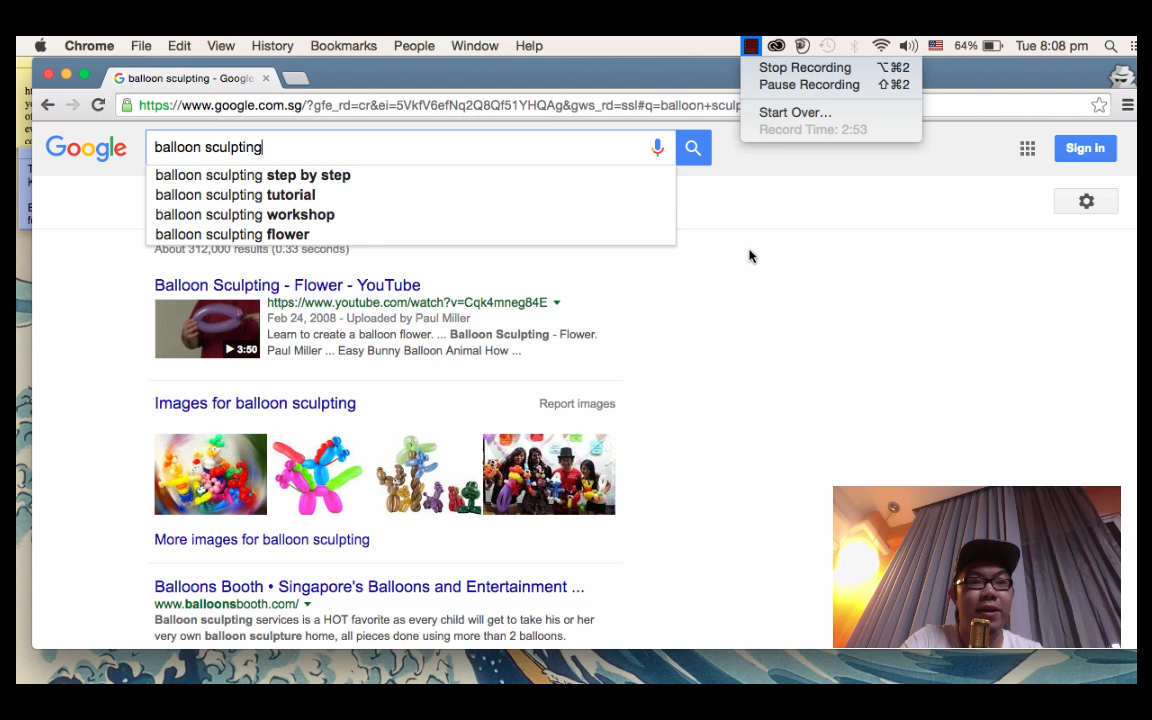 Chrome File Edit View History Bookmarks People Window Help 64% Tue 8:08 pm
Stop Recording ⌥⌘2
Pause Recording ⇧⌘2
Start Over...
Record Time: 2:53
balloon sculpting - Google
https://www.google.com.sg/?gfe_rd=cr&ei=5VkfV6efNq2Q8Qf51YHQAg&gws_rd=ssl#q=balloon+sculp
Google
balloon sculpting
Sign in
balloon sculpting step by step
balloon sculpting tutorial
balloon sculpting workshop
balloon sculpting flower
About 312,000 results (0.33 seconds)
Balloon Sculpting - Flower - YouTube
https://www.youtube.com/watch?v=Cqk4mneg84E
Feb 24, 2008 - Uploaded by Paul Miller
Learn to create a balloon flower. ... Balloon Sculpting - Flower.
Paul Miller ... Easy Bunny Balloon Animal How ...
3:50
Images for balloon sculpting
Report images
More images for balloon sculpting
Balloons Booth • Singapore's Balloons and Entertainment ...
www.balloonsbooth.com/
Balloon sculpting services is a HOT favorite as every child will get to take his or her
very own balloon sculpture home, all pieces done using more than 2 balloons.